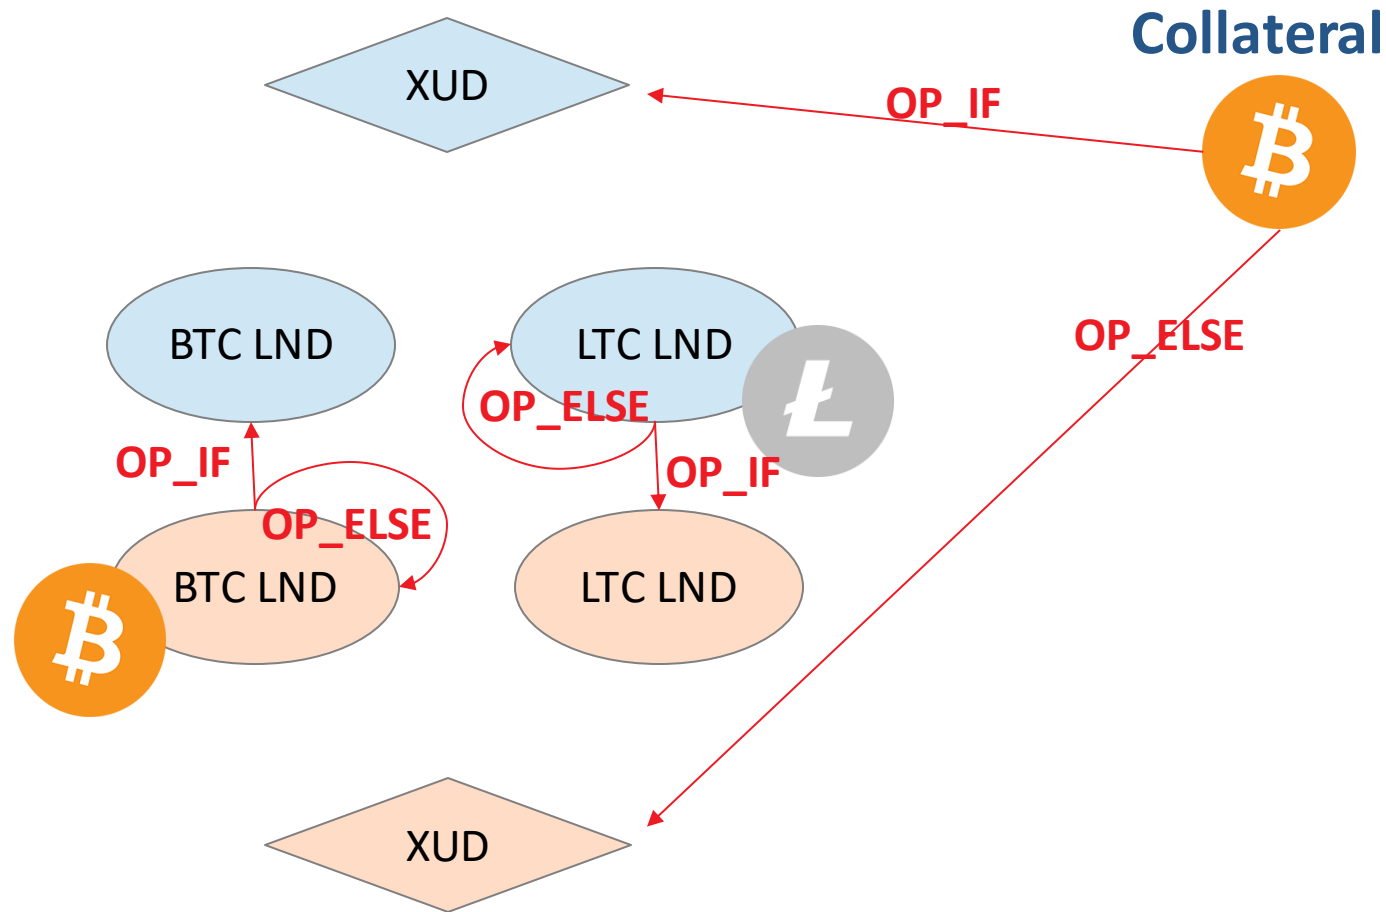 Collateral
XUD
OP_IF
BTC LND
LTC LND
OP_ELSE
OP_ELSE
OP_IF
OP_IF
OP_ELSE
BTC LND
LTC LND
XUD